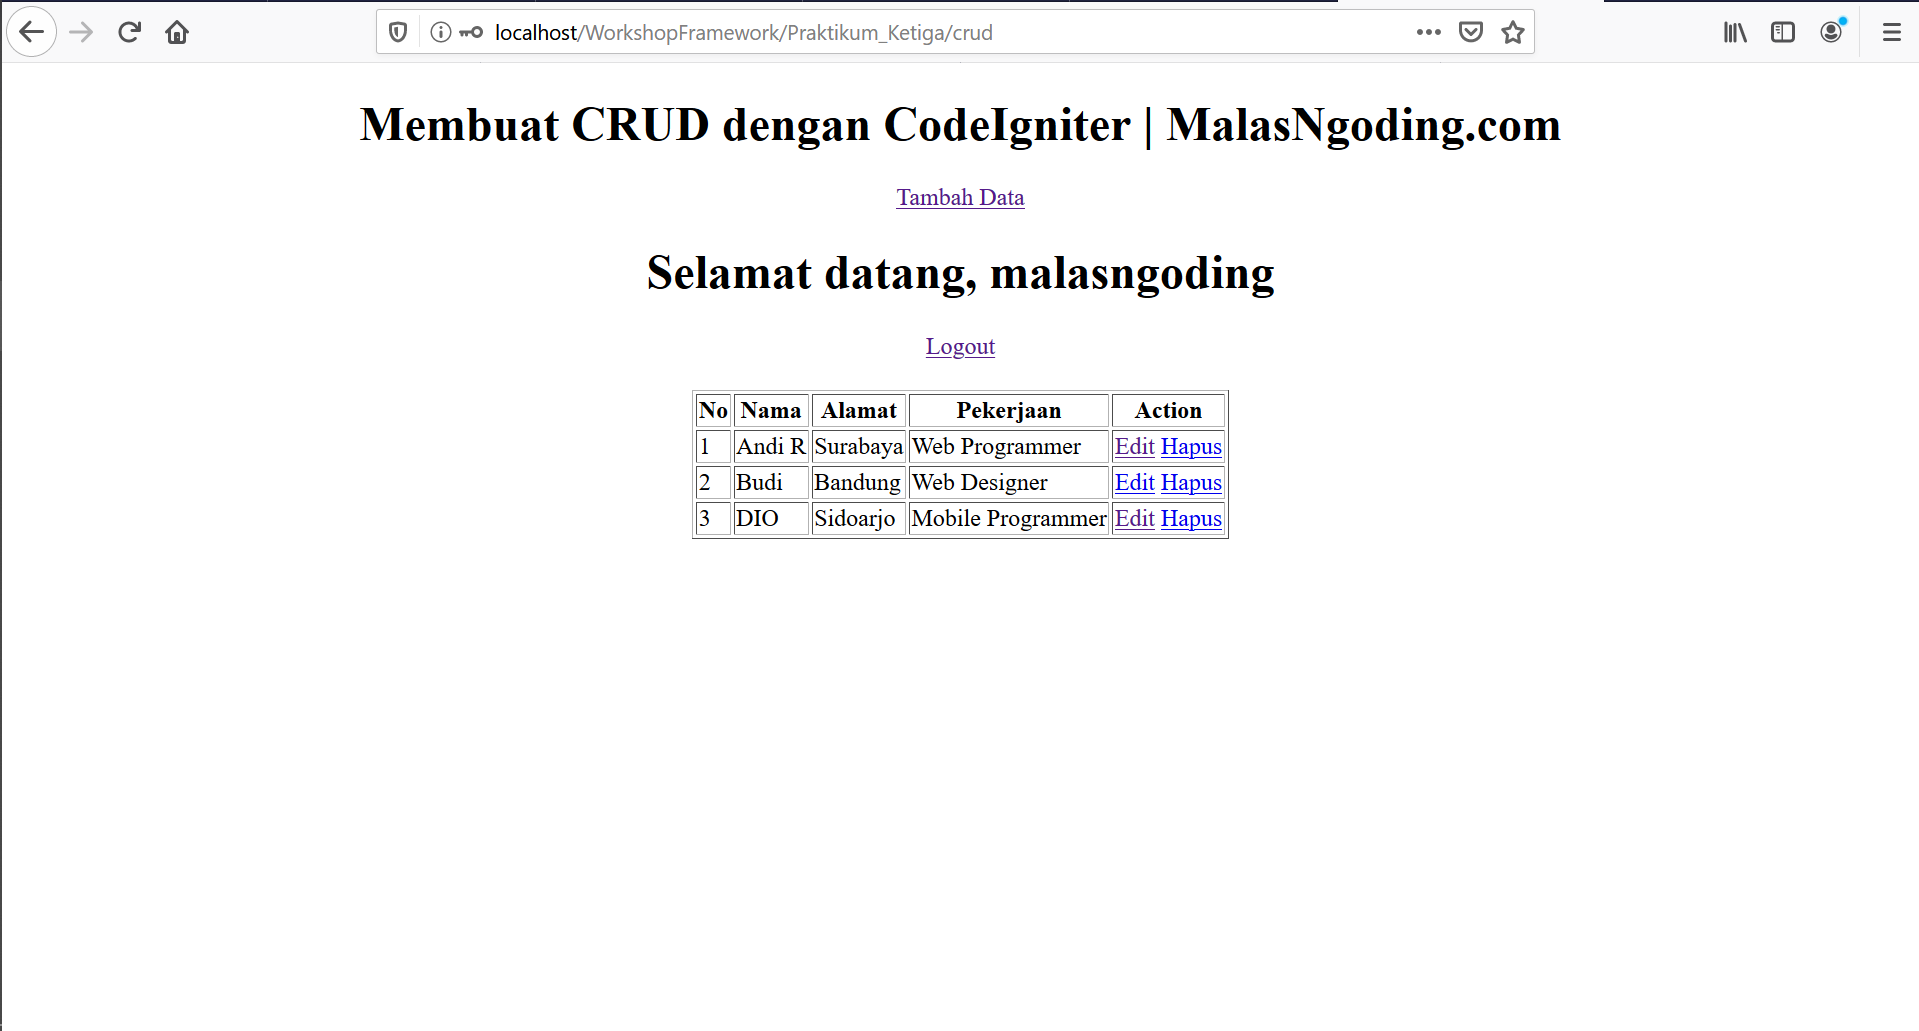 localhost/WorkshopFramework/Praktikum_Ketiga/crud
Membuat CRUD dengan CodeIgniter | MalasNgoding.com
Tambah Data
Selamat datang, malasngoding
Logout
No Nama Alamat Pekerjaan Action
1 Andi R Surabaya Web Programmer Edit Hapus
2 Budi Bandung Web Designer Edit Hapus
3 DIO Sidoarjo Mobile Programmer Edit Hapus